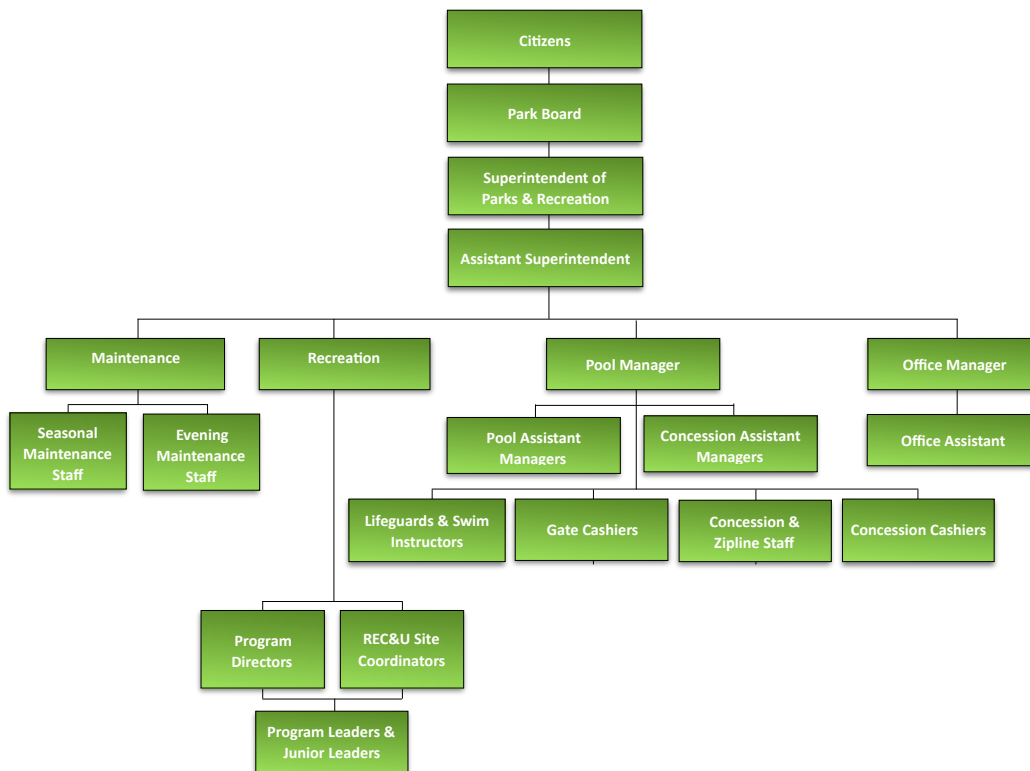 Citizens
Park Board
Superintendent of
Parks & Recreation
Assistant Superintendent
Maintenance
Recreation
Pool Manager
Office Manager
Seasonal
Maintenance
Staff
Evening
Maintenance
Staff
Pool Assistant
Managers
Concession Assistant
Managers
Office Assistant
Lifeguards & Swim
Instructors
Gate Cashiers
Concession &
Zipline Staff
Concession Cashiers
Program
Directors
REC&U Site
Coordinators
Program Leaders &
Junior Leaders